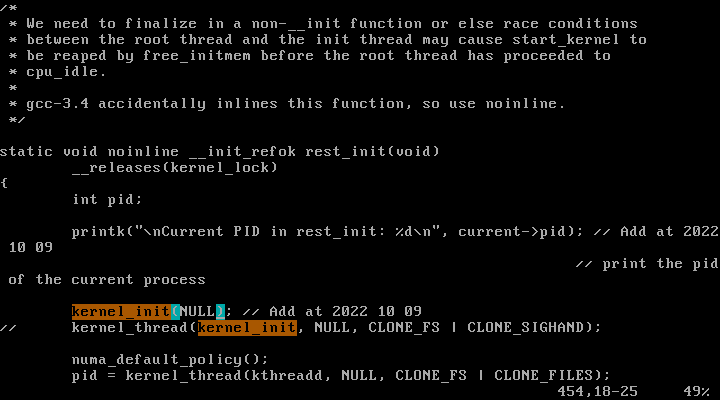 /*
 * We need to finalize in a non-__init function or else race conditions
 * between the root thread and the init thread may cause start_kernel to
 * be reaped by free_initmem before the root thread has proceeded to
 * cpu_idle.
 *
 * gcc-3.4 accidentally inlines this function, so use noinline.
 */
static void noinline __init_refok rest_init(void)
        __releases(kernel_lock)
{
        int pid;
        printk("\nCurrent PID in rest_init: %d\n", current->pid); // Add at 2022
 10 09
                                                                // print the pid
 of the current process
        kernel_init(NULL); // Add at 2022 10 09
//      kernel_thread(kernel_init, NULL, CLONE_FS | CLONE_SIGHAND);
        numa_default_policy();
        pid = kernel_thread(kthreadd, NULL, CLONE_FS | CLONE_FILES);
454,18-25     49%